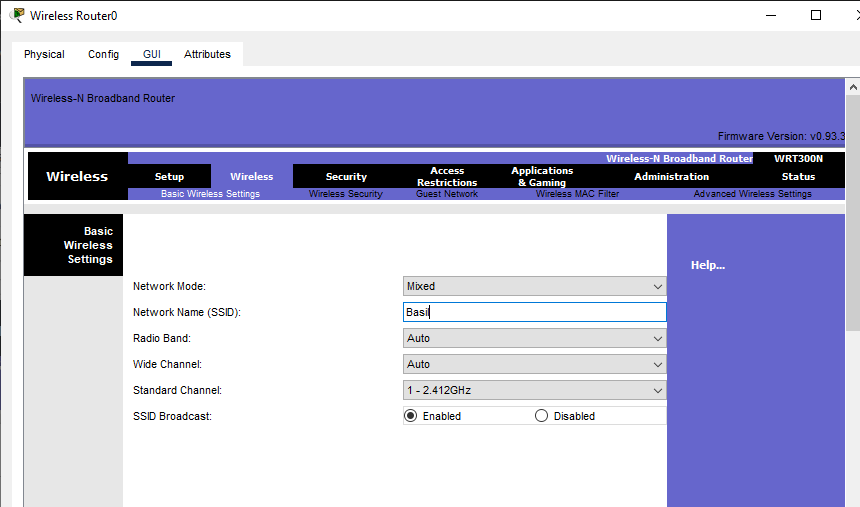 Wireless Router0
Physical Config GUI Attributes
Wireless-N Broadband Router
Firmware Version: v0.93.3
Wireless-N Broadband Router WRT300N
Wireless Setup Wireless Security Access Restrictions Applications & Gaming Administration Status
Basic Wireless Settings Wireless Security Guest Network Wireless MAC Filter Advanced Wireless Settings
Basic
Wireless
Settings
Help...
Network Mode: Mixed
Network Name (SSID): Basil
Radio Band: Auto
Wide Channel: Auto
Standard Channel: 1 - 2.412GHz
SSID Broadcast: Enabled Disabled